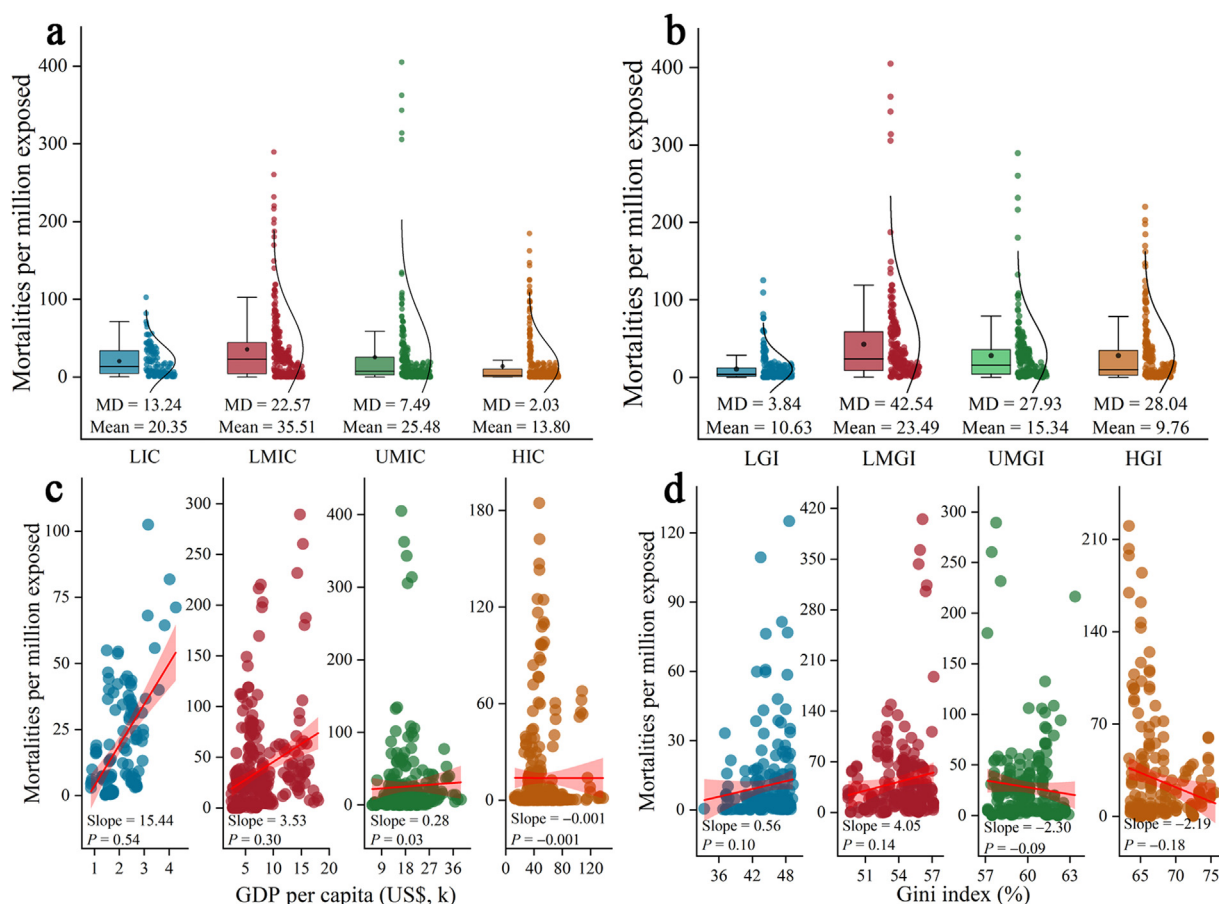 a
Mortalities per million exposed
400
300
200
100
0
MD = 13.24
Mean = 20.35
MD = 22.57
Mean = 35.51
MD = 7.49
Mean = 25.48
MD = 2.03
Mean = 13.80
LIC LMIC UMIC HIC
b
Mortalities per million exposed
400
300
200
100
0
MD = 3.84
Mean = 10.63
MD = 42.54
Mean = 23.49
MD = 27.93
Mean = 15.34
MD = 28.04
Mean = 9.76
LGI LMGI UMGI HGI
c
Mortalities per million exposed
100
75
50
25
0
Slope = 15.44
P = 0.54
1 2 3 4
300
250
200
150
100
50
0
Slope = 3.53
P = 0.30
5 10 15 20
400
300
200
100
0
Slope = 0.28
P = 0.03
9 18 27 36
180
120
60
0
Slope = −0.001
P = −0.001
0 40 80 120
GDP per capita (US$, k)
d
Mortalities per million exposed
120
90
60
30
0
Slope = 0.56
P = 0.10
36 42 48
420
350
280
210
140
70
0
Slope = 4.05
P = 0.14
51 54 57
300
250
200
150
100
50
0
Slope = −2.30
P = −0.09
57 60 63
210
140
70
0
Slope = −2.19
P = −0.18
65 70 75
Gini index (%)